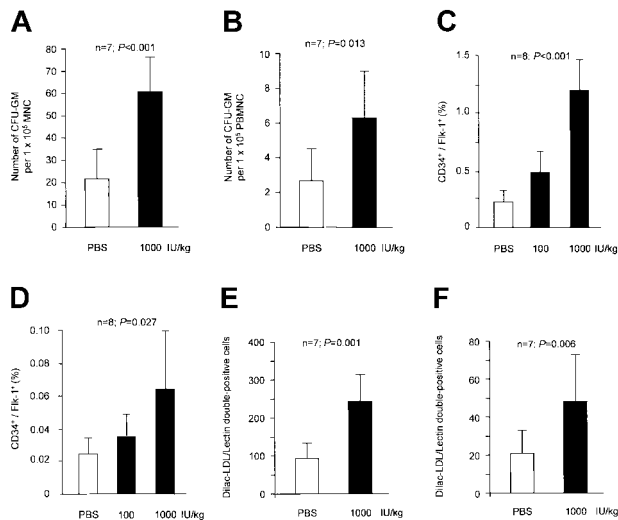 A
n=7; P<0.001
Number of CFU-GM
per 1 x 10⁵ MNC
80
70
60
50
40
30
20
10
0
PBS 1000 IU/kg
B
n=7; P=0 013
Number of CFU-GM
per 1 x 10⁵ PBMNC
10
8
6
4
2
0
PBS 1000 IU/kg
C
n=8; P<0.001
CD34⁺ / Flk-1⁺ (%)
1.5
1.0
0.5
0
PBS 100 1000 IU/kg
D
n=8; P=0.027
CD34⁺ / Flk-1⁺ (%)
0.10
0.08
0.06
0.04
0.02
0
PBS 100 1000 IU/kg
E
n=7; P=0.001
Dilac-LDL/Lectin double-positive cells
400
300
200
100
0
PBS 1000 IU/kg
F
n=7; P=0.006
Dilac-LDL/Lectin double-positive cells
80
60
40
20
0
PBS 1000 IU/kg